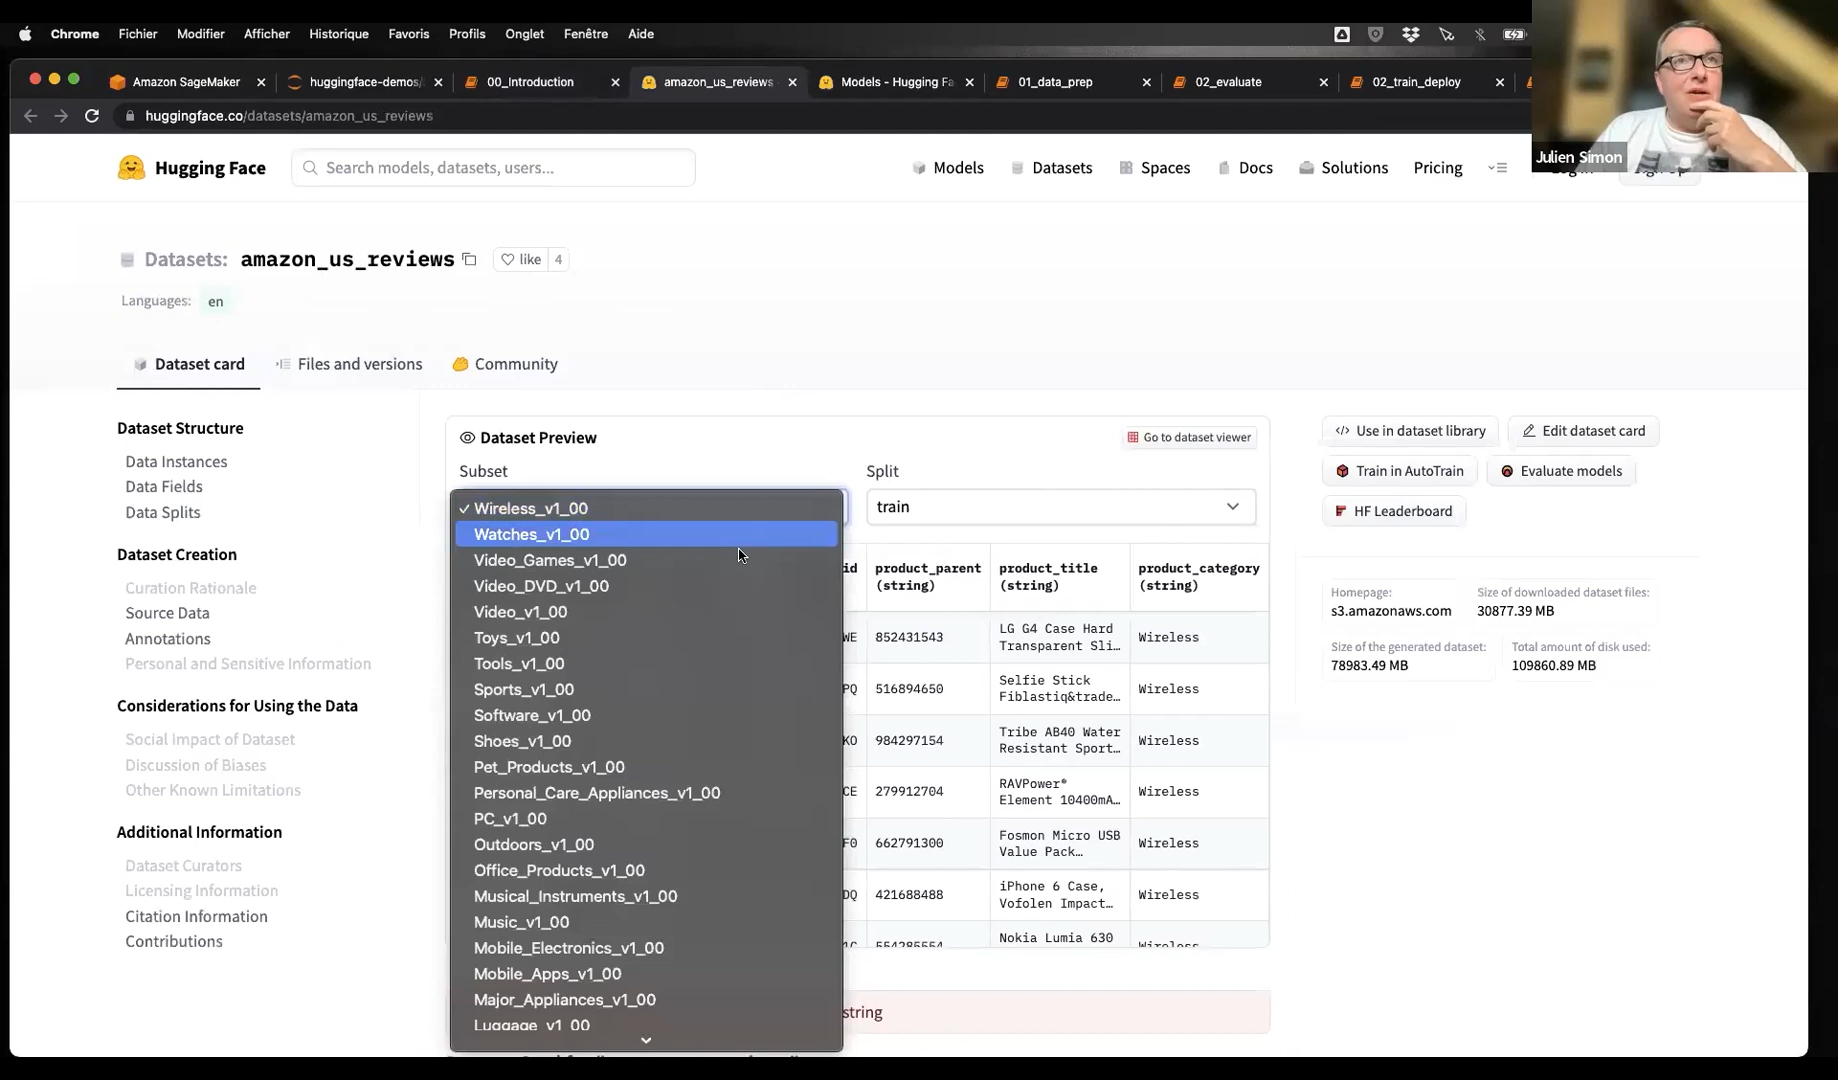 Chrome Fichier Modifier Afficher Historique Favoris Profils Onglet Fenêtre Aide
Amazon SageMaker huggingface-demos/ 00_Introduction amazon_us_reviews Models - Hugging Fa 01_data_prep 02_evaluate 02_train_deploy
huggingface.co/datasets/amazon_us_reviews
Julien Simon
Hugging Face Search models, datasets, users... Models Datasets Spaces Docs Solutions Pricing
Datasets: amazon_us_reviews like 4
Languages: en
Dataset card Files and versions Community
Dataset Structure
Data Instances
Data Fields
Data Splits
Dataset Creation
Curation Rationale
Source Data
Annotations
Personal and Sensitive Information
Considerations for Using the Data
Social Impact of Dataset
Discussion of Biases
Other Known Limitations
Additional Information
Dataset Curators
Licensing Information
Citation Information
Contributions
Dataset Preview Go to dataset viewer
Subset Split
train
Wireless_v1_00
Watches_v1_00
Video_Games_v1_00
Video_DVD_v1_00
Video_v1_00
Toys_v1_00
Tools_v1_00
Sports_v1_00
Software_v1_00
Shoes_v1_00
Pet_Products_v1_00
Personal_Care_Appliances_v1_00
PC_v1_00
Outdoors_v1_00
Office_Products_v1_00
Musical_Instruments_v1_00
Music_v1_00
Mobile_Electronics_v1_00
Mobile_Apps_v1_00
Major_Appliances_v1_00
Luggage_v1_00
id product_parent product_title product_category
(string) (string) (string)
WE 852431543 LG G4 Case Hard Transparent Sli… Wireless
PQ 516894650 Selfie Stick Fiblastiq&trade… Wireless
KO 984297154 Tribe AB40 Water Resistant Sport… Wireless
CE 279912704 RAVPower® Element 10400mA… Wireless
F0 662791300 Fosmon Micro USB Value Pack… Wireless
DQ 421688488 iPhone 6 Case, Vofolen Impact… Wireless
554285554 Nokia Lumia 630 Wireless
string
Use in dataset library Edit dataset card
Train in AutoTrain Evaluate models
HF Leaderboard
Homepage: Size of downloaded dataset files:
s3.amazonaws.com 30877.39 MB
Size of the generated dataset: Total amount of disk used:
78983.49 MB 109860.89 MB